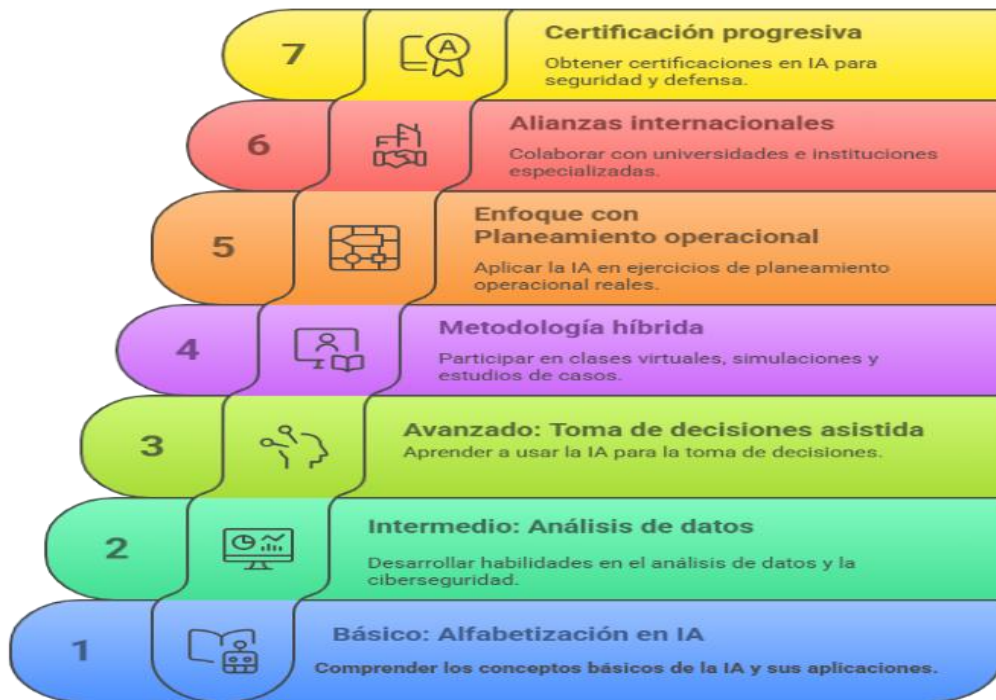 7
A
Certificación progresiva
Obtener certificaciones en IA para
seguridad y defensa.
6
Alianzas internacionales
Colaborar con universidades e instituciones
especializadas.
5
Enfoque con
Planeamiento operacional
Aplicar la IA en ejercicios de planeamiento
operacional reales.
4
Metodología híbrida
Participar en clases virtuales, simulaciones y
estudios de casos.
3
Avanzado: Toma de decisiones asistida
Aprender a usar la IA para la toma de decisiones.
2
Intermedio: Análisis de datos
Desarrollar habilidades en el análisis de datos y la
ciberseguridad.
1
Básico: Alfabetización en IA
Comprender los conceptos básicos de la IA y sus aplicaciones.